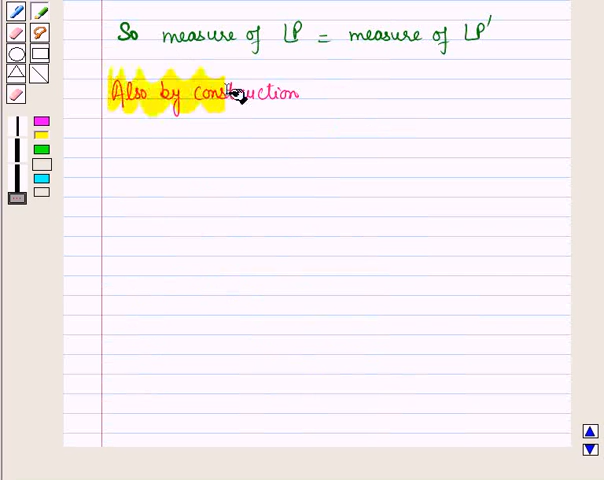 So measure of ∠P = measure of ∠P'
Also by construction